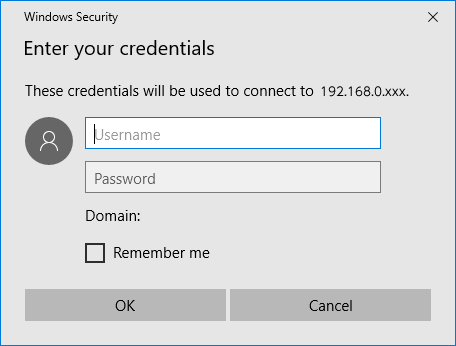 Windows Security
Enter your credentials
These credentials will be used to connect to 192.168.0.xxx.
Username
Password
Domain:
Remember me
OK
Cancel